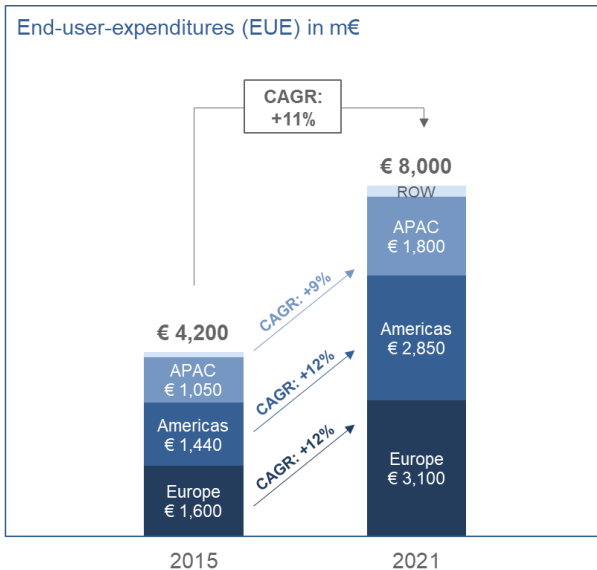 End-user-expenditures (EUE) in m€
CAGR:
+11%
€ 8,000
ROW
APAC
€ 1,800
CAGR: +9%
€ 4,200
Americas
€ 2,850
APAC
€ 1,050
CAGR: +12%
Americas
€ 1,440
CAGR: +12%
Europe
€ 3,100
Europe
€ 1,600
2015
2021